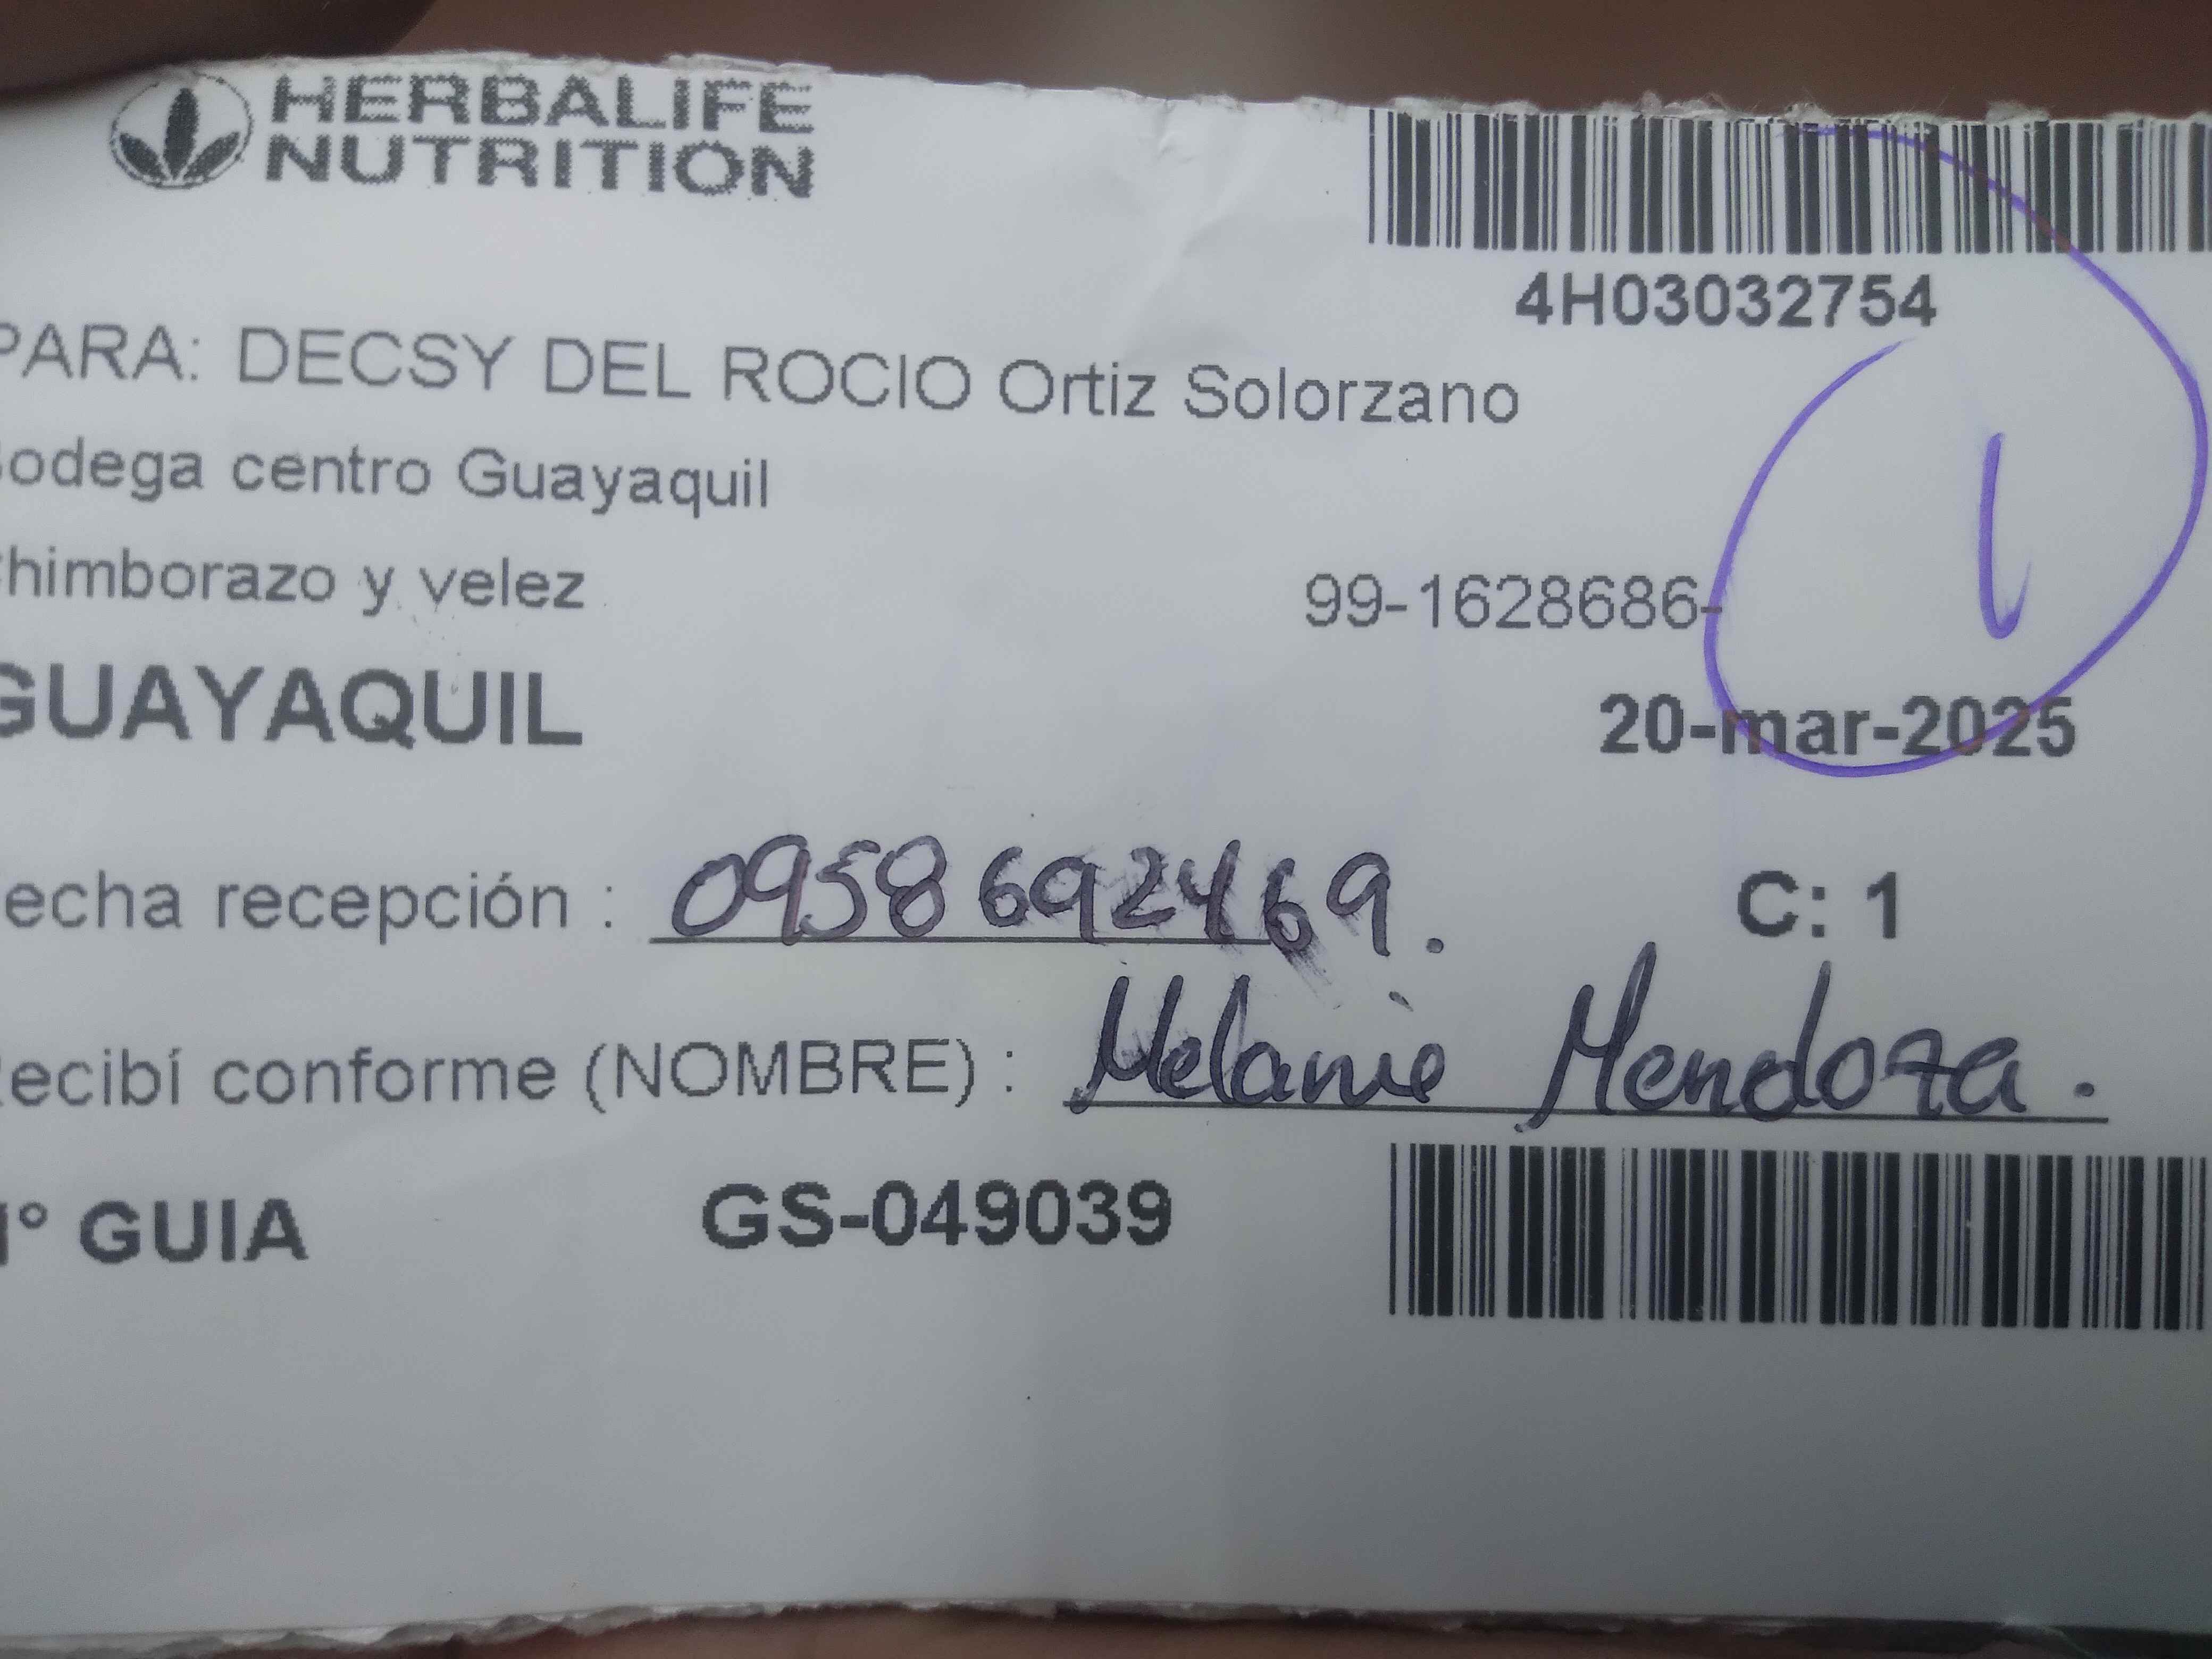 HERBALIFE
NUTRITION
4H03032754
PARA: DECSY DEL ROCIO Ortiz Solorzano
odega centro Guayaquil
himborazo y velez
99-1628686-
1
GUAYAQUIL
20-mar-2025
echa recepción : 0958692469.
C: 1
ecibí conforme (NOMBRE) : Melanie Mendoza.
N° GUIA GS-049039